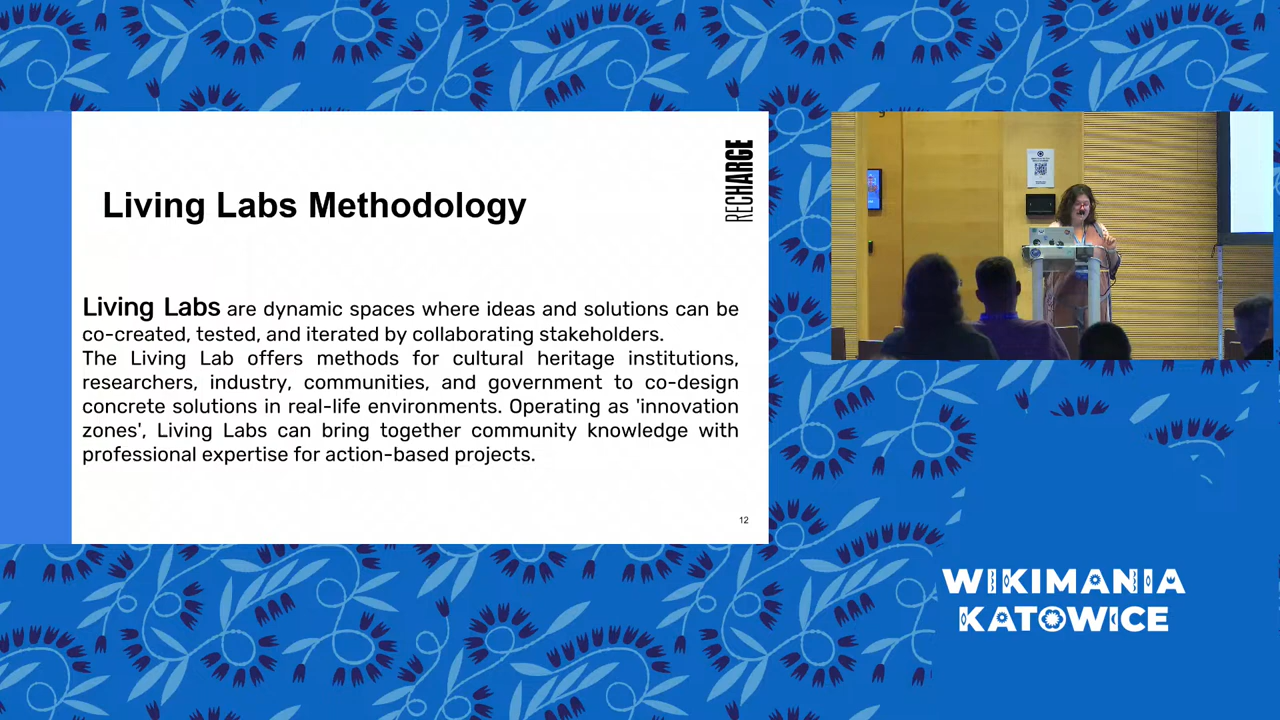 RECHARGE
Living Labs Methodology
Living Labs are dynamic spaces where ideas and solutions can be
co-created, tested, and iterated by collaborating stakeholders.
The Living Lab offers methods for cultural heritage institutions,
researchers, industry, communities, and government to co-design
concrete solutions in real-life environments. Operating as 'innovation
zones', Living Labs can bring together community knowledge with
professional expertise for action-based projects.
12
WIKIMANIA
KATOWICE